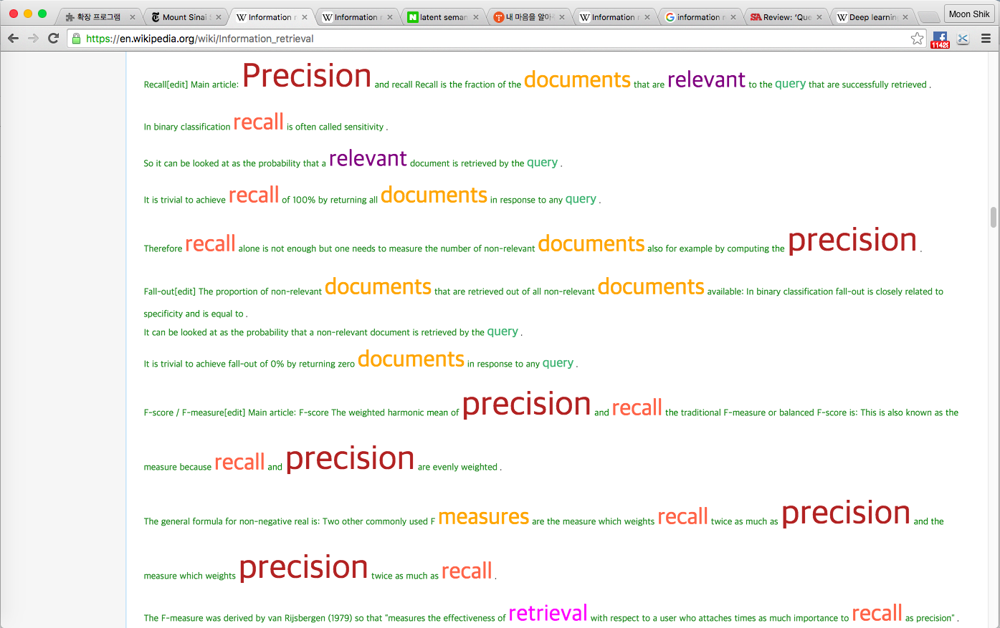 확장 프로그램
Mount Sinai
Information r
Information r
latent seman
내 마음을 알아
Information r
information r
Review: ‘Que
Deep learning
Moon Shik
https://en.wikipedia.org/wiki/Information_retrieval
Recall[edit] Main article: Precision and recall Recall is the fraction of the documents that are relevant to the query that are successfully retrieved .
In binary classification recall is often called sensitivity .
So it can be looked at as the probability that a relevant document is retrieved by the query .
It is trivial to achieve recall of 100% by returning all documents in response to any query .
Therefore recall alone is not enough but one needs to measure the number of non-relevant documents also for example by computing the precision .
Fall-out[edit] The proportion of non-relevant documents that are retrieved out of all non-relevant documents available: In binary classification fall-out is closely related to
specificity and is equal to .
It can be looked at as the probability that a non-relevant document is retrieved by the query .
It is trivial to achieve fall-out of 0% by returning zero documents in response to any query .
F-score / F-measure[edit] Main article: F-score The weighted harmonic mean of precision and recall the traditional F-measure or balanced F-score is: This is also known as the
measure because recall and precision are evenly weighted .
The general formula for non-negative real is: Two other commonly used F measures are the measure which weights recall twice as much as precision and the
measure which weights precision twice as much as recall .
The F-measure was derived by van Rijsbergen (1979) so that "measures the effectiveness of retrieval with respect to a user who attaches times as much importance to recall as precision" .